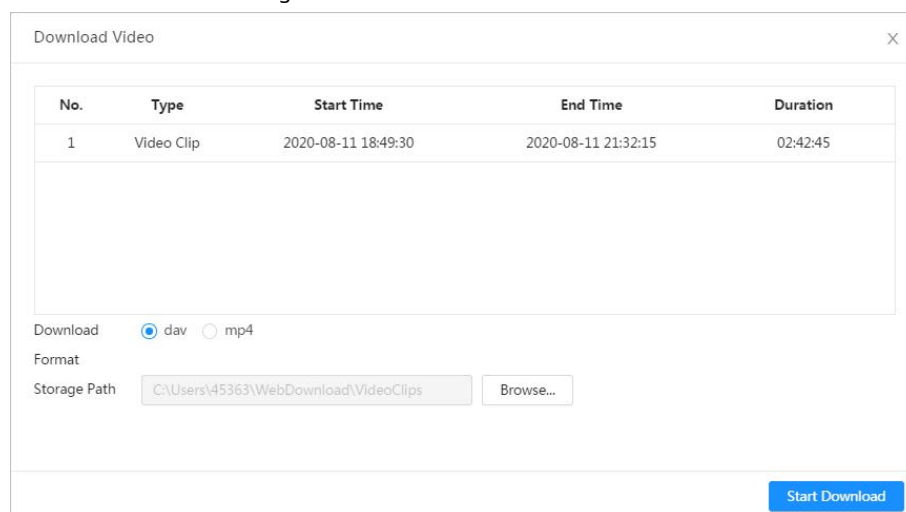 Download Video
X
No. Type Start Time End Time Duration
1 Video Clip 2020-08-11 18:49:30 2020-08-11 21:32:15 02:42:45
Download dav mp4
Format
Storage Path C:\Users\45363\WebDownload\VideoClips Browse...
Start Download